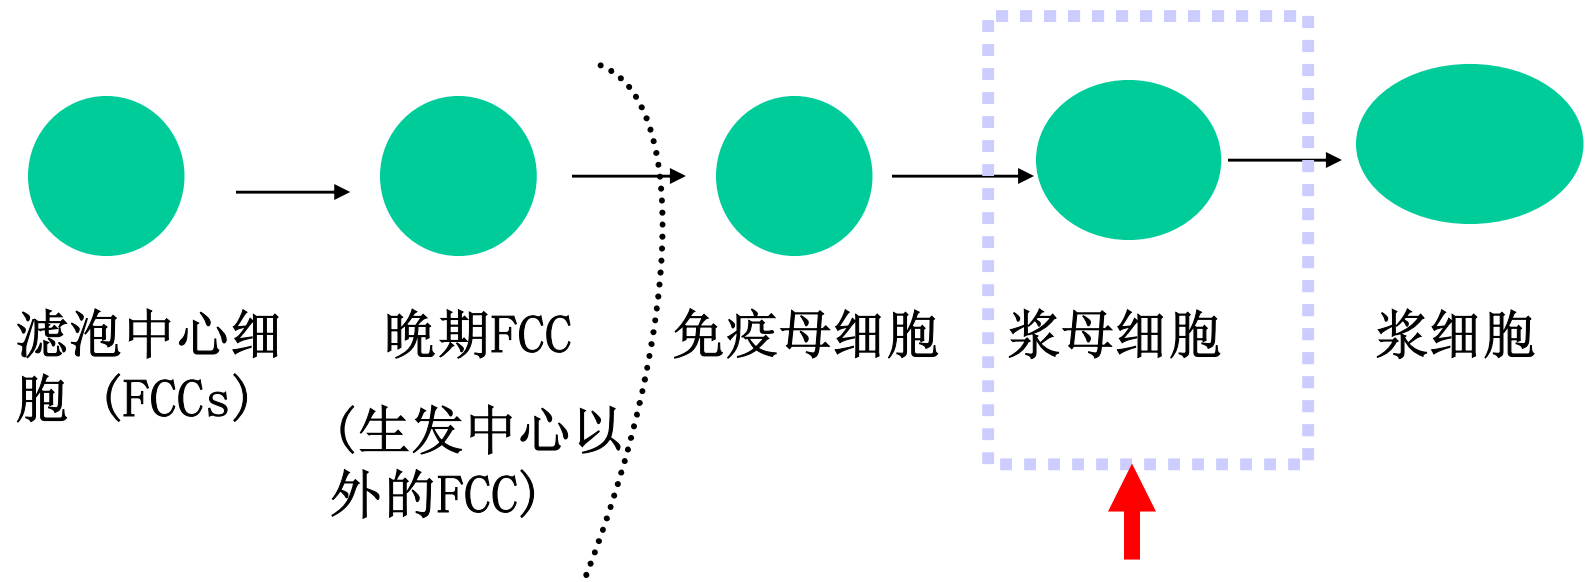 滤泡中心细
胞 (FCCs)
晚期FCC
(生发中心以
外的FCC)
免疫母细胞
浆母细胞
浆细胞